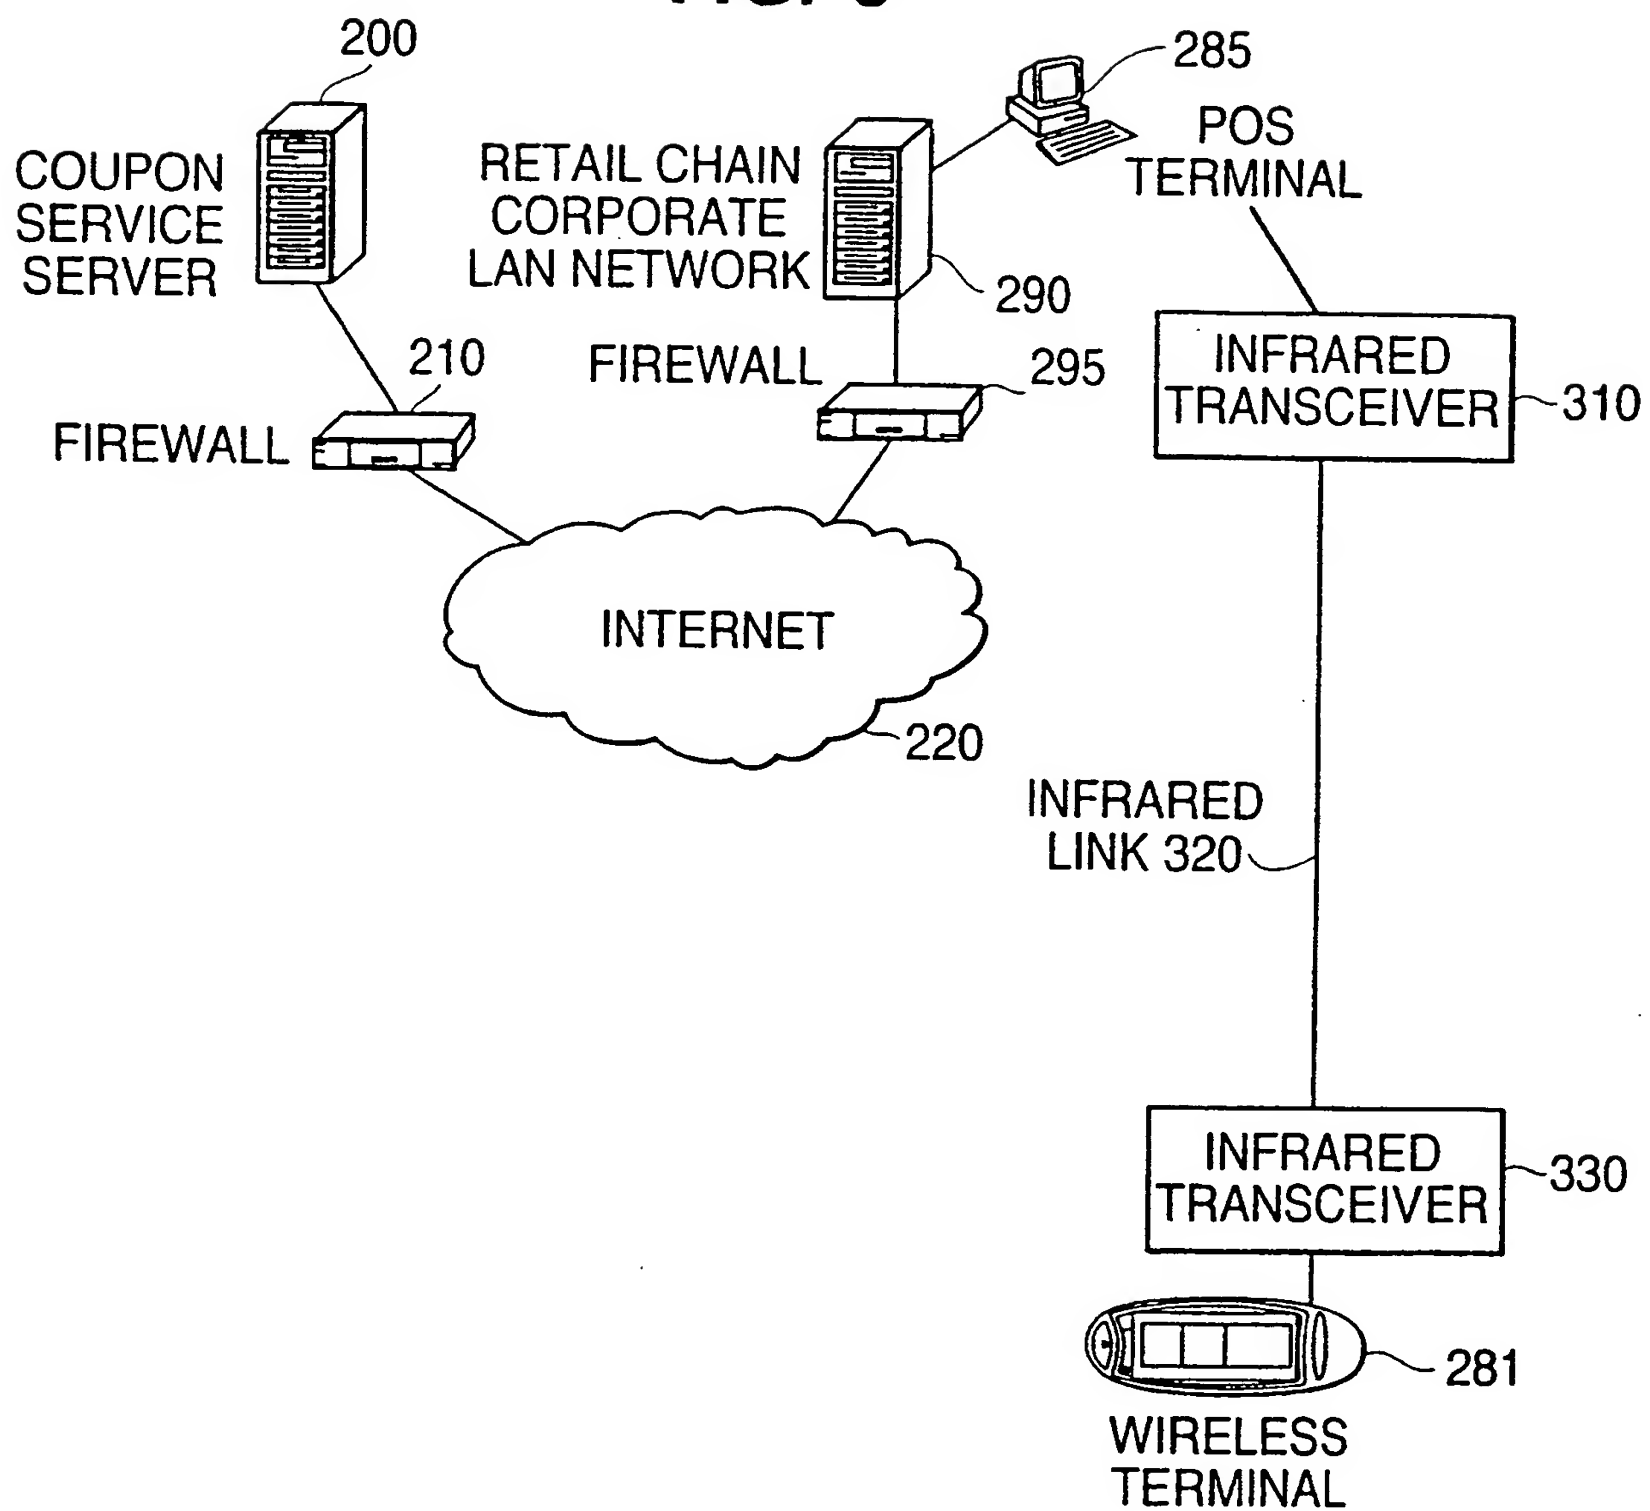 200
COUPON
SERVICE
SERVER
RETAIL CHAIN
CORPORATE
LAN NETWORK
290
285
POS
TERMINAL
210
FIREWALL
FIREWALL
295
INFRARED
TRANSCEIVER
310
INTERNET
220
INFRARED
LINK 320
INFRARED
TRANSCEIVER
330
281
WIRELESS
TERMINAL